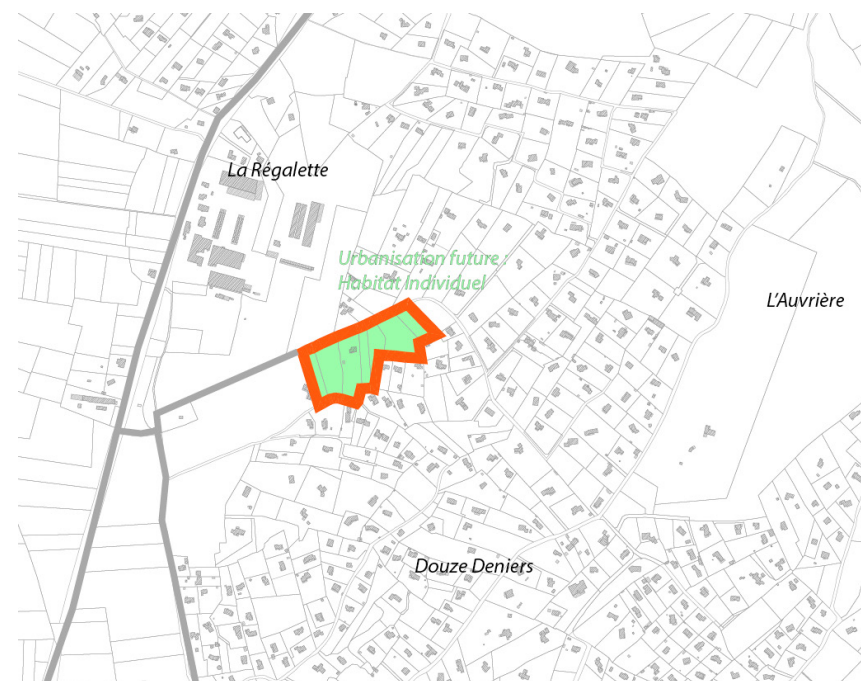 La Régalette
Urbanisation future :
Habitat Individuel
L'Auvrière
Douze Deniers